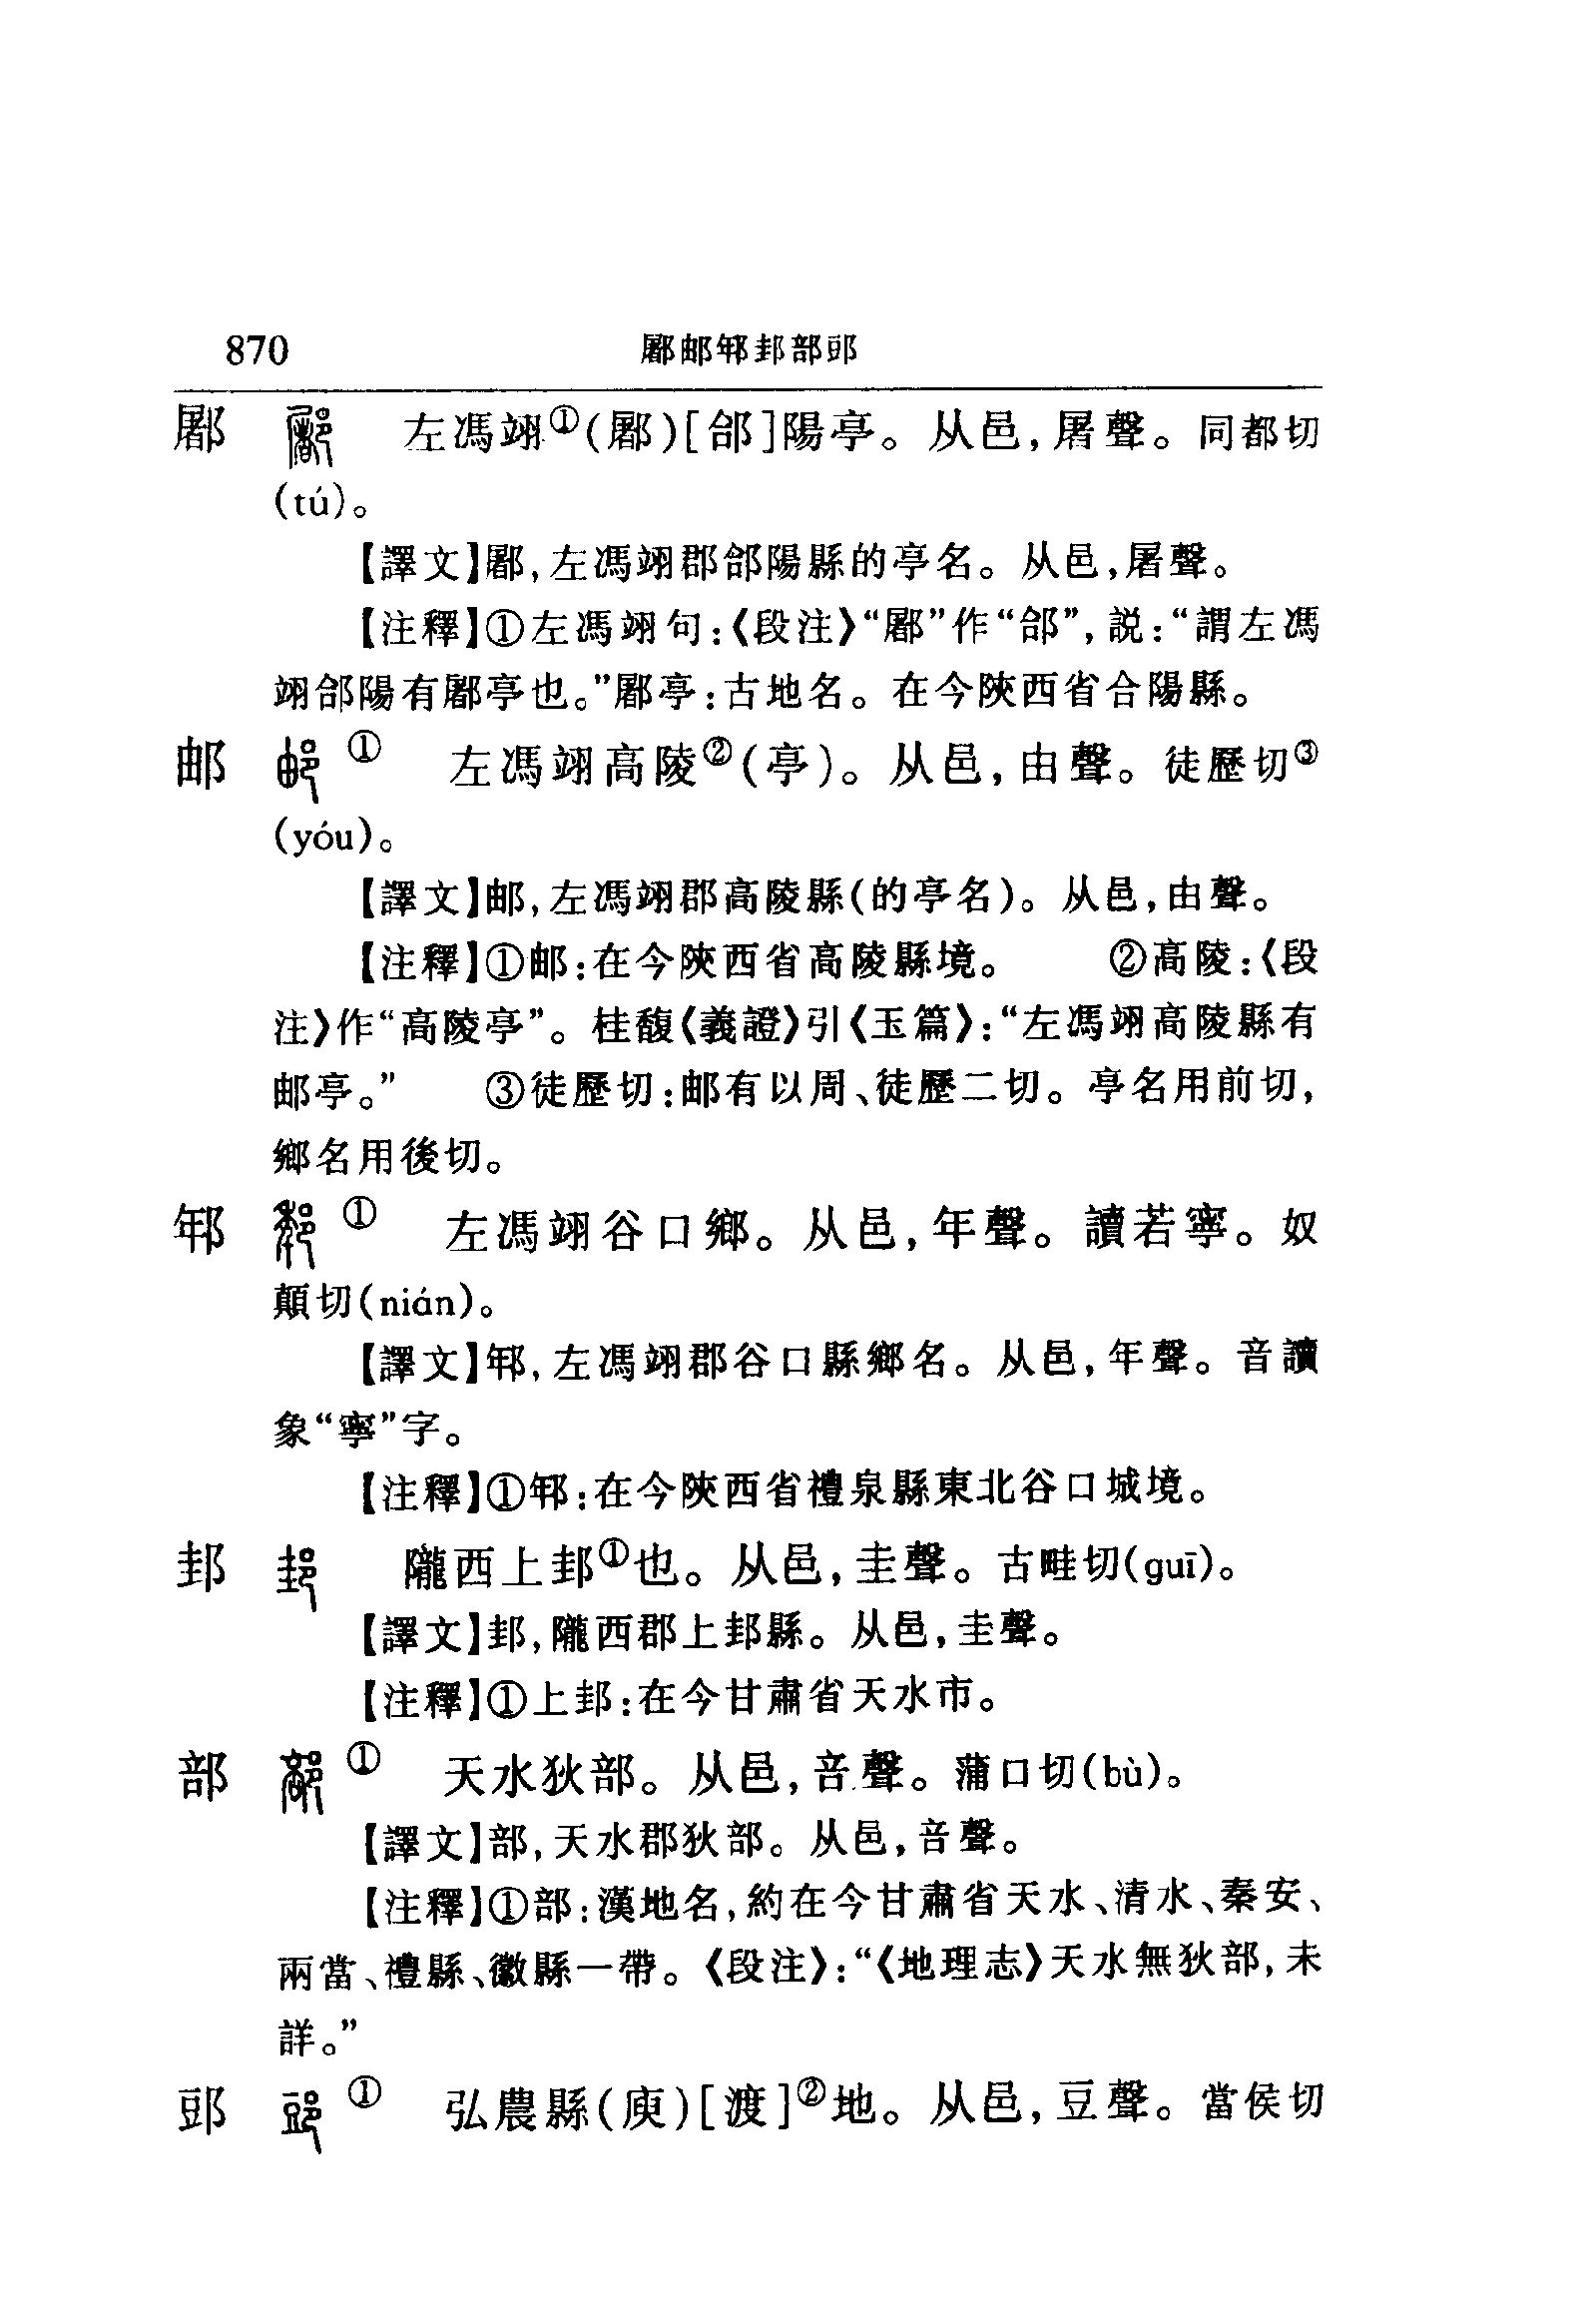 870 鄏邮䣇邽部郖
鄌 左馮翊①(鄌)[郃]陽亭。从邑,屠聲。同都切
(tú)。
【譯文】鄌,左馮翊郡郃陽縣的亭名。从邑,屠聲。
【注釋】①左馮翊句:《段注》“鄌”作“郃”,説:“謂左馮
翊郃陽有鄌亭也。”鄌亭:古地名。在今陝西省合陽縣。
邮 ① 左馮翊高陵②(亭)。从邑,由聲。徒歷切③
(yóu)。
【譯文】邮,左馮翊郡高陵縣(的亭名)。从邑,由聲。
【注釋】①邮:在今陝西省高陵縣境。 ②高陵:《段
注》作“高陵亭”。桂馥《義證》引《玉篇》:“左馮翊高陵縣有
邮亭。” ③徒歷切:邮有以周、徒歷二切。亭名用前切,
鄉名用後切。
䣇 ① 左馮翊谷口鄉。从邑,年聲。讀若寧。奴
顛切(nián)。
【譯文】䣇,左馮翊郡谷口縣鄉名。从邑,年聲。音讀
象“寧”字。
【注釋】①䣇:在今陝西省禮泉縣東北谷口城境。
邽 隴西上邽①也。从邑,圭聲。古畦切(guī)。
【譯文】邽,隴西郡上邽縣。从邑,圭聲。
【注釋】①上邽:在今甘肅省天水市。
部 ① 天水狄部。从邑,咅聲。蒲口切(bù)。
【譯文】部,天水郡狄部。从邑,咅聲。
【注釋】①部:漢地名,約在今甘肅省天水、清水、秦安、
兩當、禮縣、徽縣一帶。《段注》:“《地理志》天水無狄部,未
詳。”
郖 ① 弘農縣(庾)[渡]②地。从邑,豆聲。當侯切